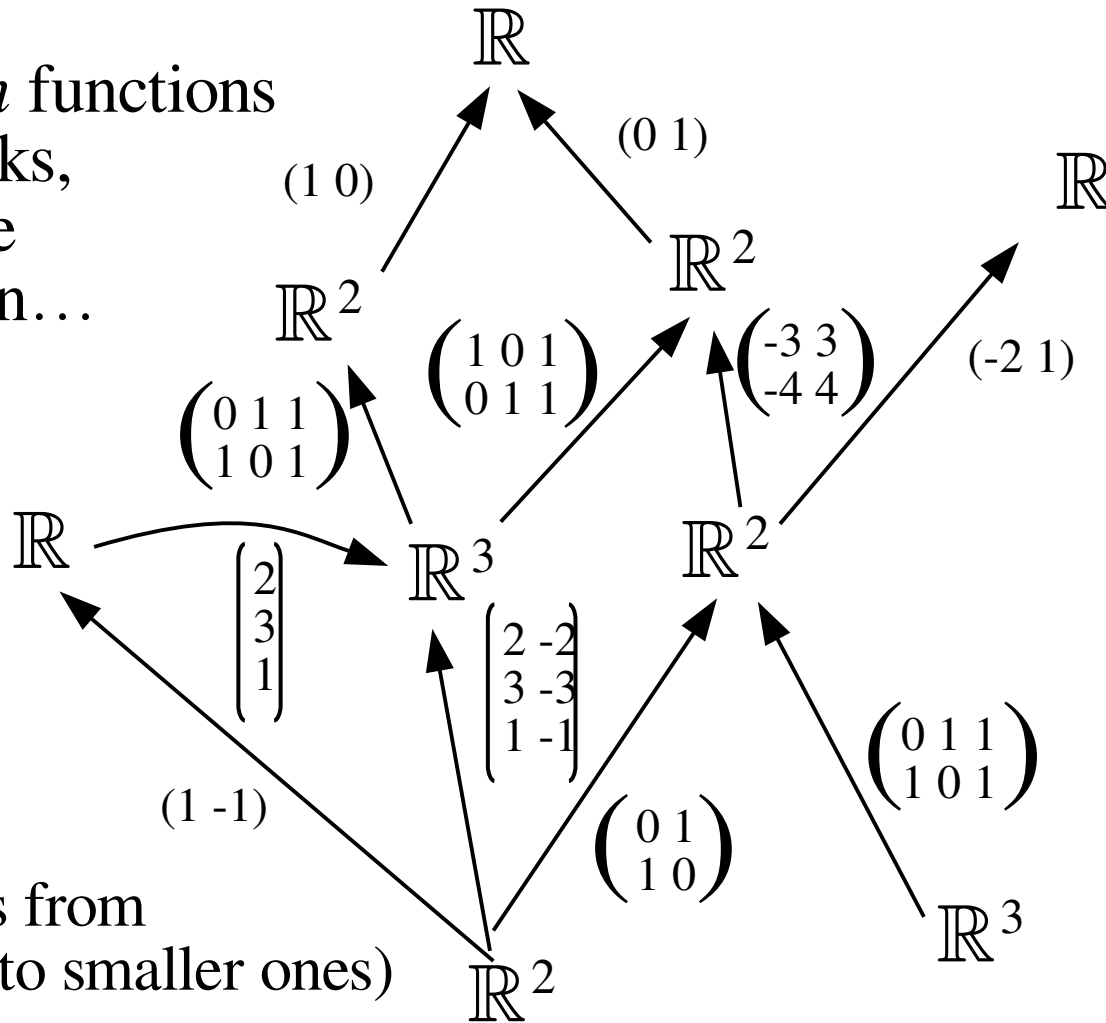 ℝ
n functions
ks,
e
n…
(1 0)
(0 1)
ℝ
ℝ²
ℝ²
(1 0 1
0 1 1)
(-3 3
-4 4)
(-2 1)
(0 1 1
1 0 1)
ℝ
ℝ³
ℝ²
(2
3
1)
(2 -2
3 -3
1 -1)
(0 1 1
1 0 1)
(1 -1)
(0 1
1 0)
s from
to smaller ones)
ℝ²
ℝ³